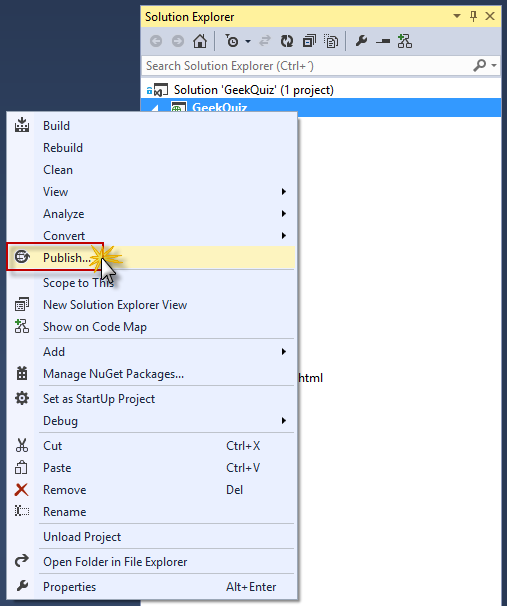 Solution Explorer
Search Solution Explorer (Ctrl+´)
Solution 'GeekQuiz' (1 project)
GeekQuiz
Build
Rebuild
Clean
View
Analyze
Convert
Publish...
Scope to This
New Solution Explorer View
Show on Code Map
Add
html
Manage NuGet Packages...
Set as StartUp Project
Debug
Cut Ctrl+X
Paste Ctrl+V
Remove Del
Rename
Unload Project
Open Folder in File Explorer
Properties Alt+Enter